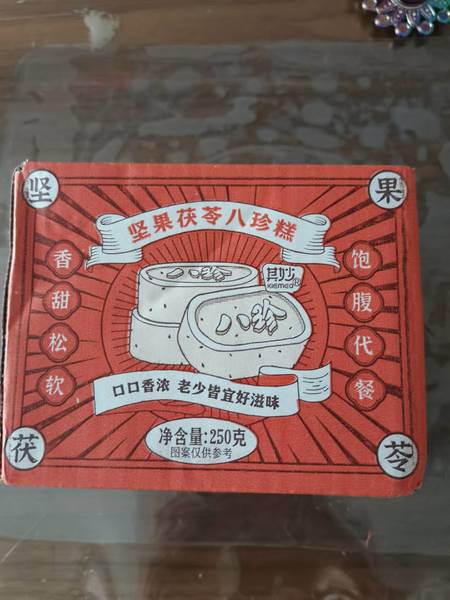 坚
果
坚果茯苓八珍糕
其妙
八珍
香甜松软
饱腹代餐
口口香浓 老少皆宜好滋味
茯
苓
净含量:250克
图案仅供参考